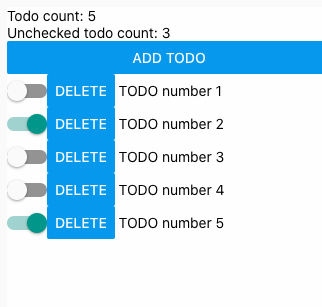 Todo count: 5
Unchecked todo count: 3
ADD TODO
DELETE TODO number 1
DELETE TODO number 2
DELETE TODO number 3
DELETE TODO number 4
DELETE TODO number 5